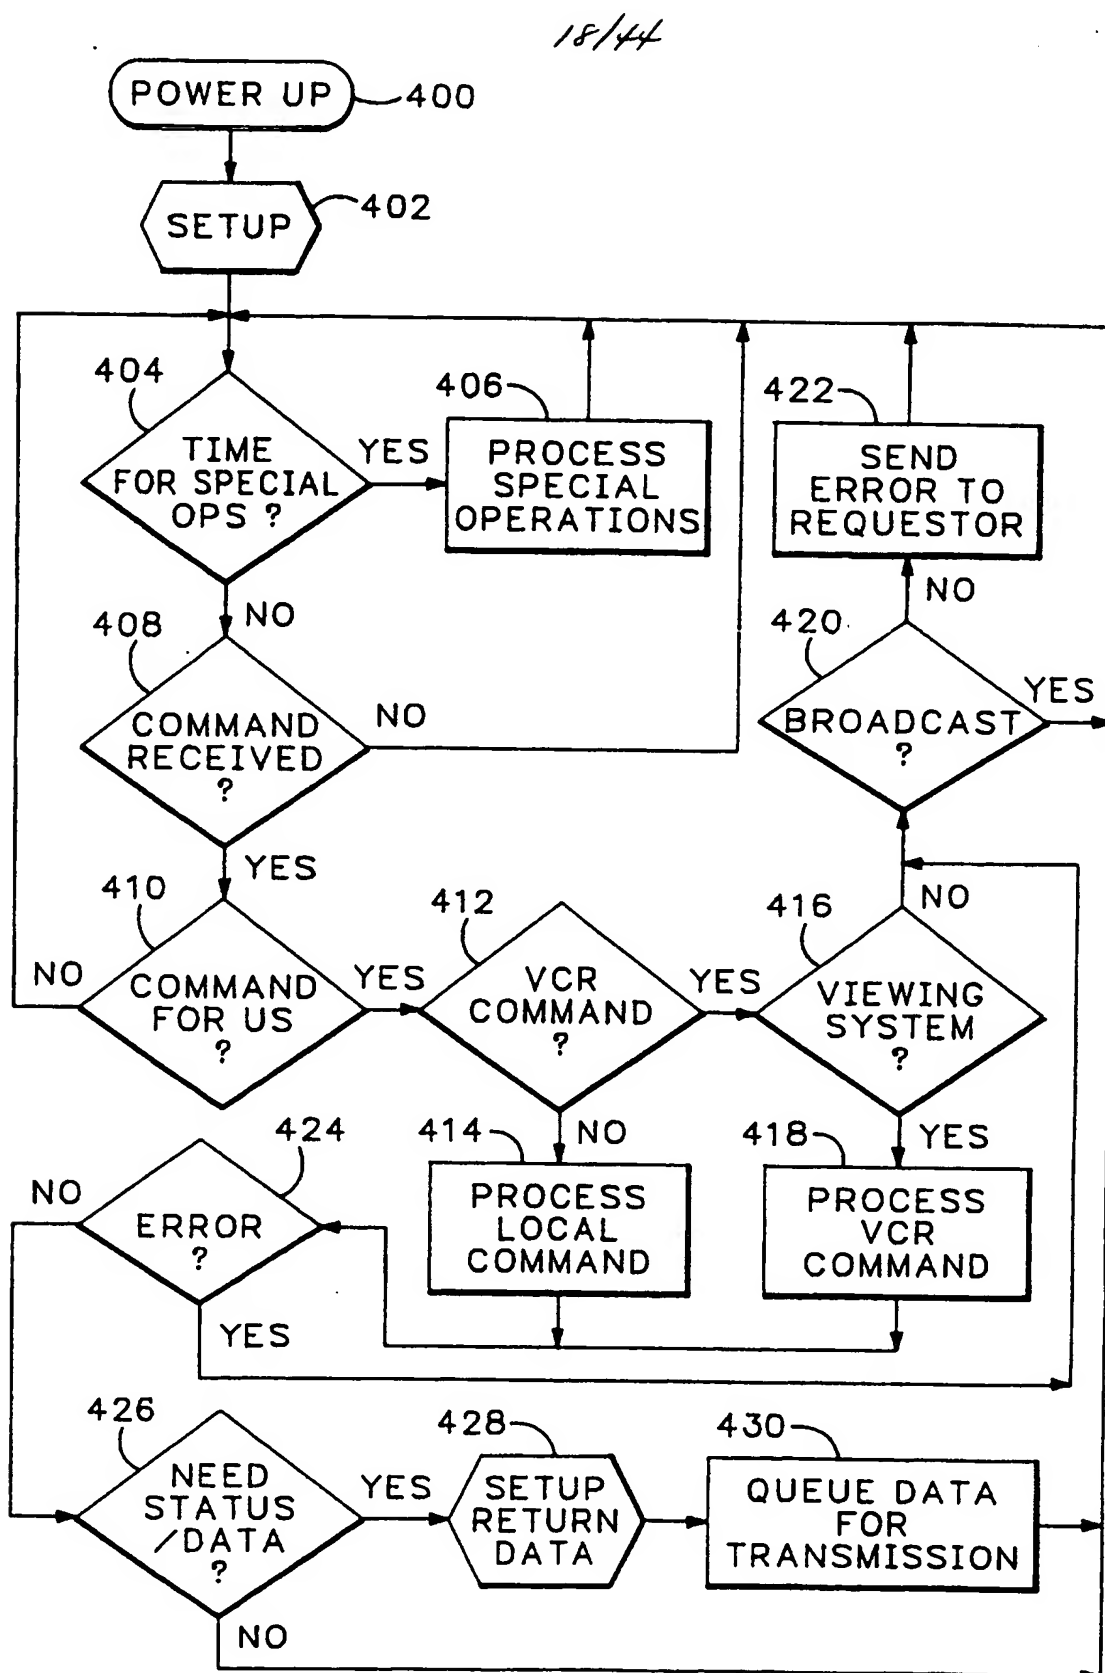 18/44
POWER UP
400
SETUP
402
404
TIME
FOR SPECIAL
OPS ?
YES
406
PROCESS
SPECIAL
OPERATIONS
422
SEND
ERROR TO
REQUESTOR
NO
NO
408
COMMAND
RECEIVED
?
NO
420
BROADCAST
?
YES
YES
410
COMMAND
FOR US
?
NO
YES
412
VCR
COMMAND
?
YES
416
VIEWING
SYSTEM
?
NO
NO
YES
414
PROCESS
LOCAL
COMMAND
418
PROCESS
VCR
COMMAND
424
ERROR
?
NO
YES
426
NEED
STATUS
/DATA
?
YES
428
SETUP
RETURN
DATA
430
QUEUE DATA
FOR
TRANSMISSION
NO